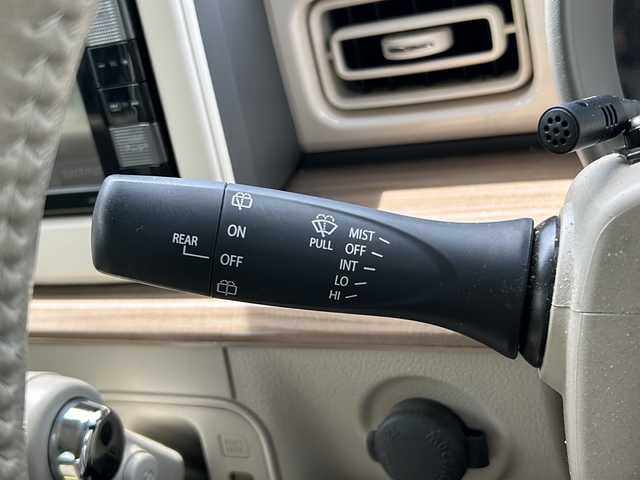 REAR
ON
OFF
PULL
MIST
OFF
INT
LO
HI